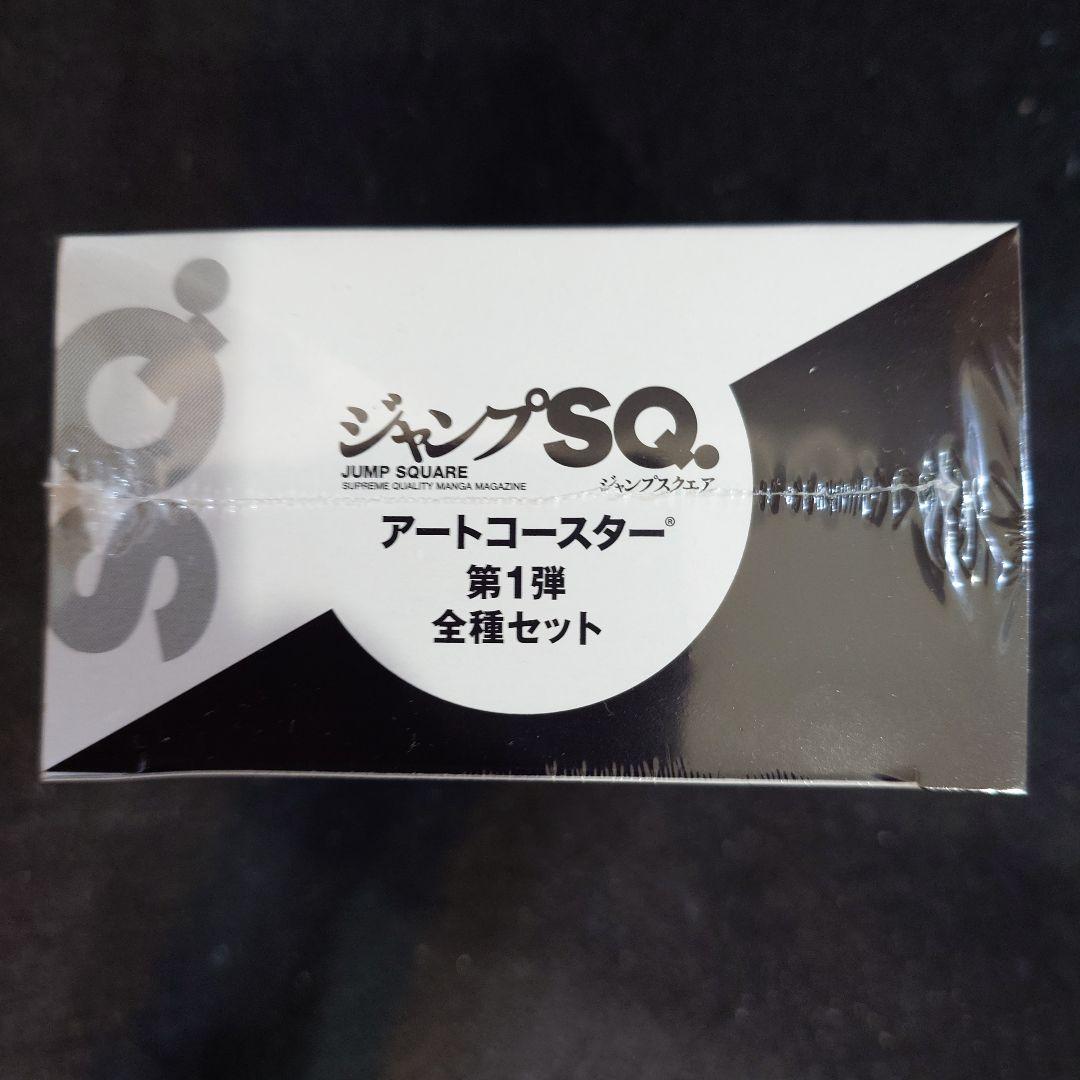 SQ.
ジャンプSQ.
JUMP SQUARE
SUPREME QUALITY MANGA MAGAZINE
ジャンプスクエア
アートコースター®
第1弾
全種セット